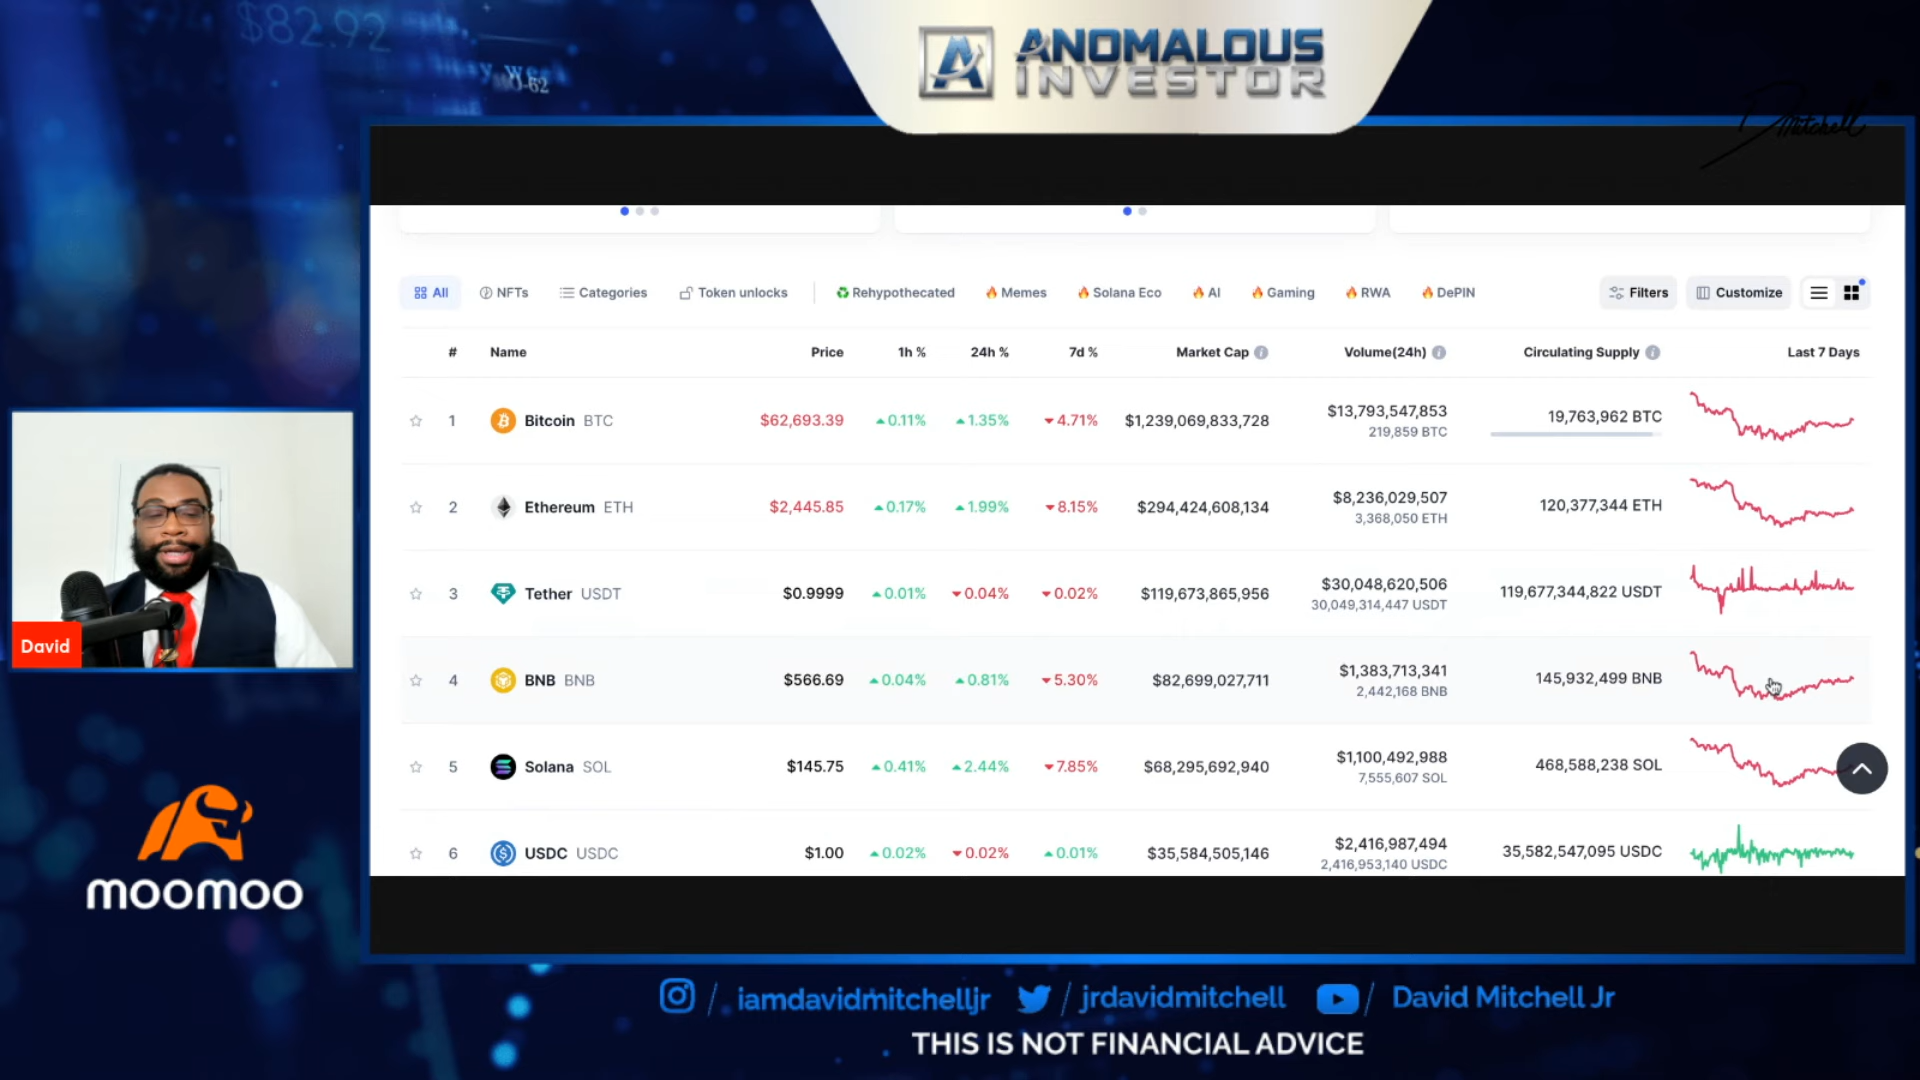 $82.92
ANOMALOUS
INVESTOR
D Mitchell
All NFTs Categories Token unlocks Rehypothecated Memes Solana Eco AI Gaming RWA DePIN Filters Customize
# Name Price 1h % 24h % 7d % Market Cap Volume(24h) Circulating Supply Last 7 Days
1 Bitcoin BTC $62,693.39 0.11% 1.35% 4.71% $1,239,069,833,728 $13,793,547,853 19,763,962 BTC
219,859 BTC
2 Ethereum ETH $2,445.85 0.17% 1.99% 8.15% $294,424,608,134 $8,236,029,507 120,377,344 ETH
3,368,050 ETH
3 Tether USDT $0.9999 0.01% 0.04% 0.02% $119,673,865,956 $30,048,620,506 119,677,344,822 USDT
30,049,314,447 USDT
4 BNB BNB $566.69 0.04% 0.81% 5.30% $82,699,027,711 $1,383,713,341 145,932,499 BNB
2,442,168 BNB
5 Solana SOL $145.75 0.41% 2.44% 7.85% $68,295,692,940 $1,100,492,988 468,588,238 SOL
7,555,607 SOL
6 USDC USDC $1.00 0.02% 0.02% 0.01% $35,584,505,146 $2,416,987,494 35,582,547,095 USDC
2,416,953,140 USDC
David
moomoo
/ iamdavidmitchelljr / jrdavidmitchell / David Mitchell Jr
THIS IS NOT FINANCIAL ADVICE